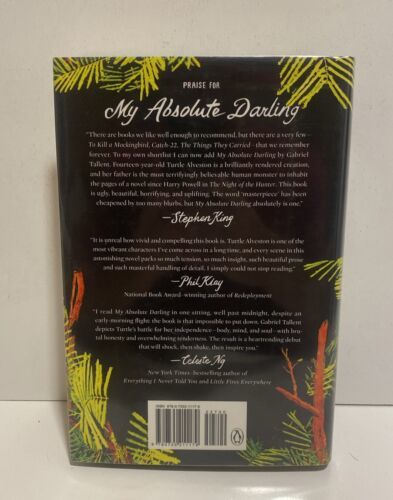 PRAISE FOR
My Absolute Darling
"There are books we like well enough to recommend, but there are a very few—
To Kill a Mockingbird, Catch-22, The Things They Carried—that we remember
forever. To my own shortlist I can now add My Absolute Darling by Gabriel
Tallent. Fourteen-year-old Turtle Alveston is a brilliantly rendered creation,
and her father is the most terrifyingly believable human monster to inhabit
the pages of a novel since Harry Powell in The Night of the Hunter. This book
is ugly, beautiful, horrifying, and uplifting. The word 'masterpiece' has been
cheapened by too many blurbs, but My Absolute Darling absolutely is one."
—Stephen King
"It is unreal how vivid and compelling this book is. Turtle Alveston is one of the
most vibrant characters I've come across in a long time, and every scene in this
astonishing novel packs so much tension, so much insight, such beautiful prose
and such masterful handling of detail, I simply could not stop reading."
—Phil Klay
National Book Award–winning author of Redeployment
"I read My Absolute Darling in one sitting, well past midnight, despite an
early-morning flight; the book is that impossible to put down. Gabriel Tallent
depicts Turtle's battle for her independence—body, mind, and soul—with bru-
tal honesty and overwhelming tenderness. The result is a heartrending debut
that will shock, then shake, then inspire you."
—Celeste Ng
New York Times–bestselling author of
Everything I Never Told You and Little Fires Everywhere